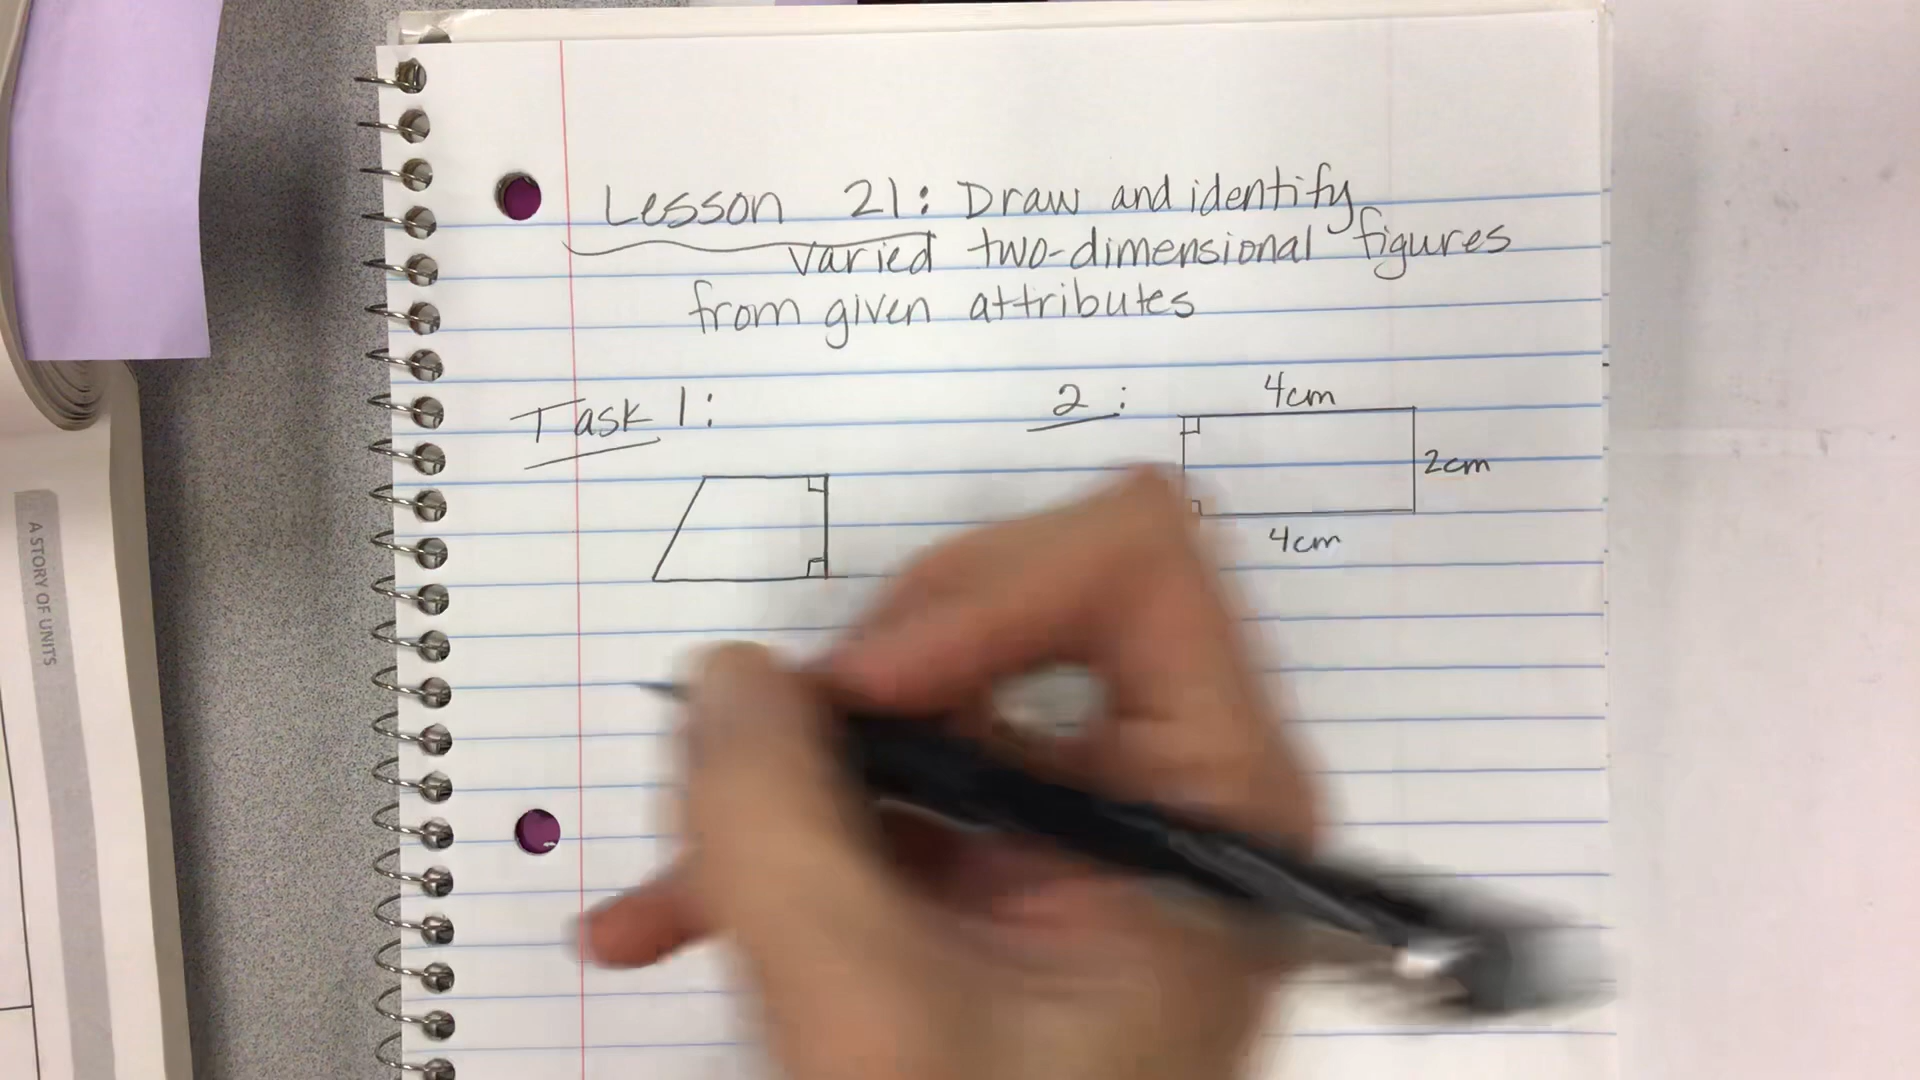 Lesson 21: Draw and identify
varied two-dimensional figures
from given attributes
Task 1:
2:
4cm
2cm
4cm
A STORY OF UNITS